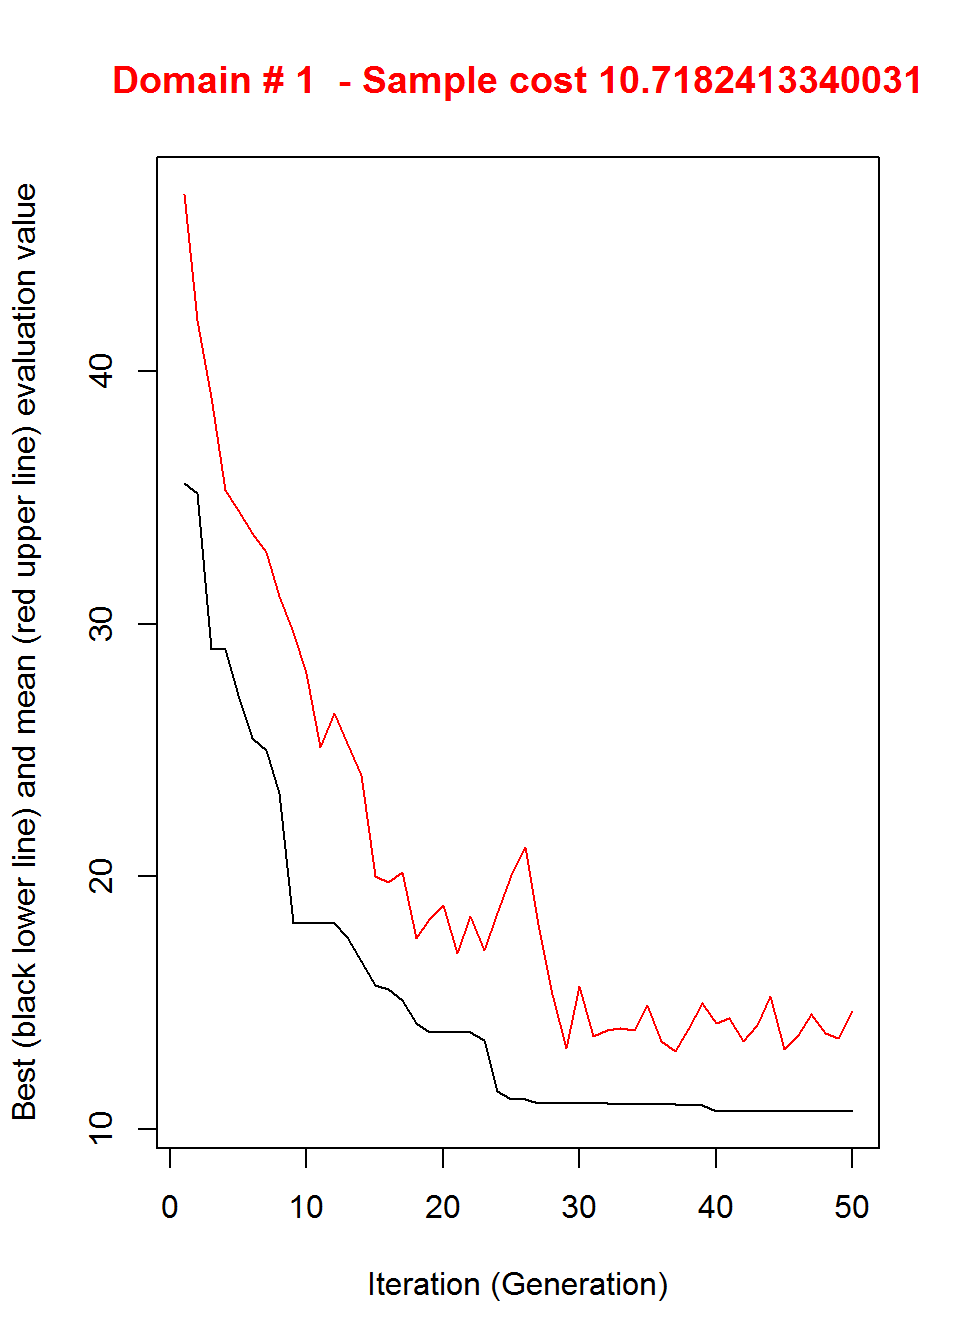 Domain # 1  - Sample cost 10.7182413340031
Best (black lower line) and mean (red upper line) evaluation value
40
30
20
10
0 10 20 30 40 50
Iteration (Generation)